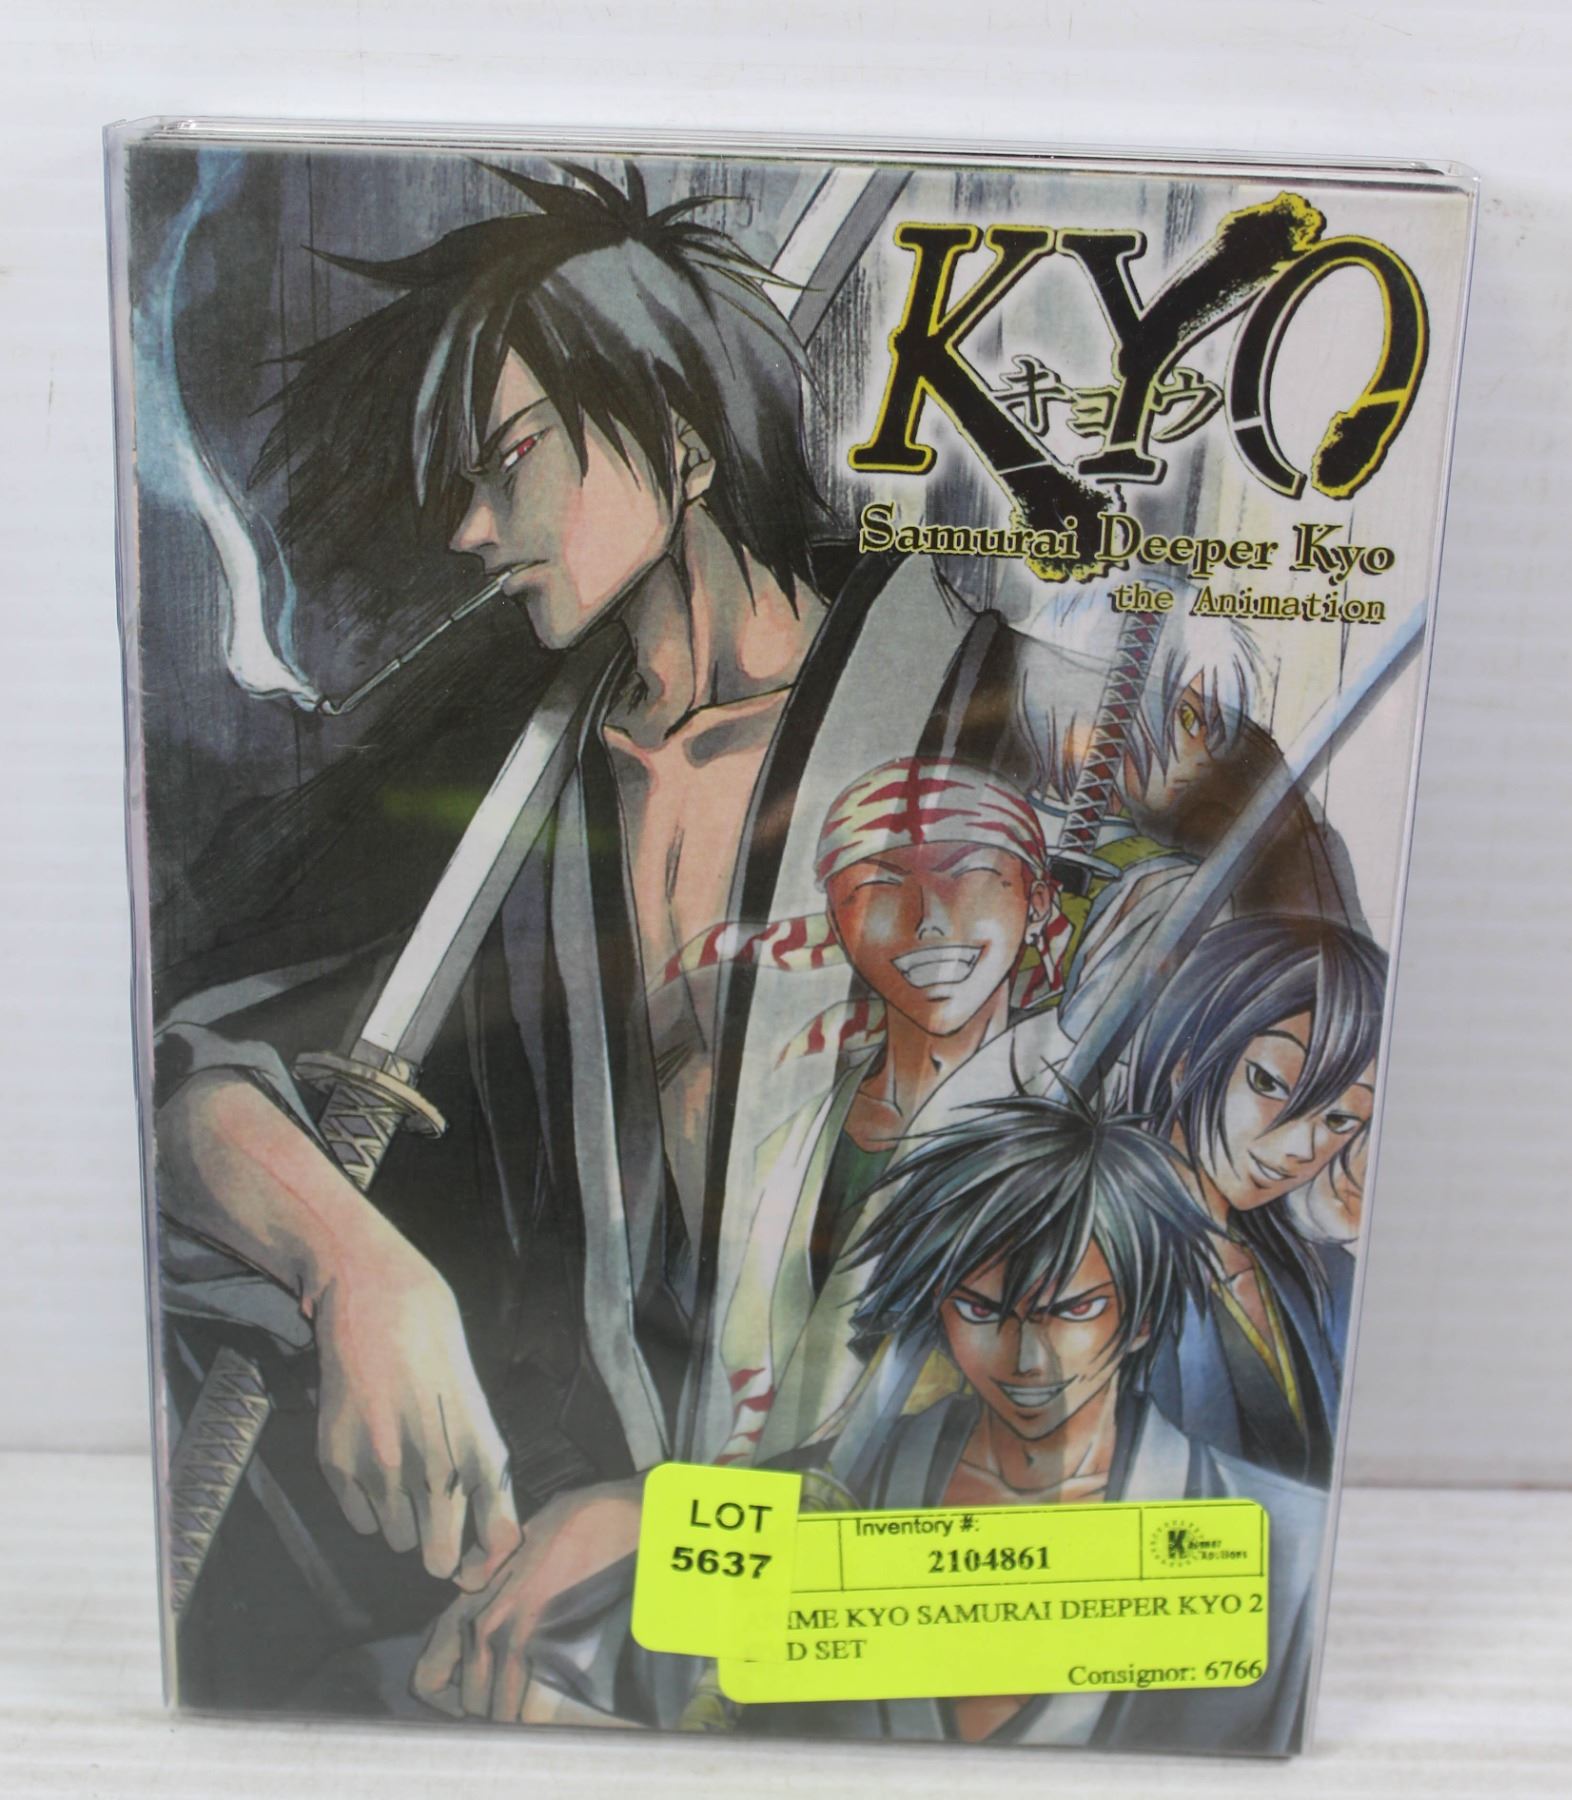 KYO
キョウ
Samurai Deeper Kyo
the Animation
LOT
5637
Inventory #:
2104861
KYO SAMURAI DEEPER KYO 2
SET
Consignor: 6766